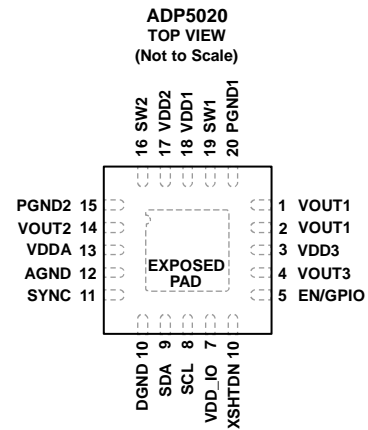 ADP5020
TOP VIEW
(Not to Scale)
16 SW2
17 VDD2
18 VDD1
19 SW1
20 PGND1
PGND2 15
VOUT2 14
VDDA 13
AGND 12
SYNC 11
EXPOSED
PAD
1 VOUT1
2 VOUT1
3 VDD3
4 VOUT3
5 EN/GPIO
DGND 10
SDA 9
SCL 8
VDD_IO 7
XSHTDN 10